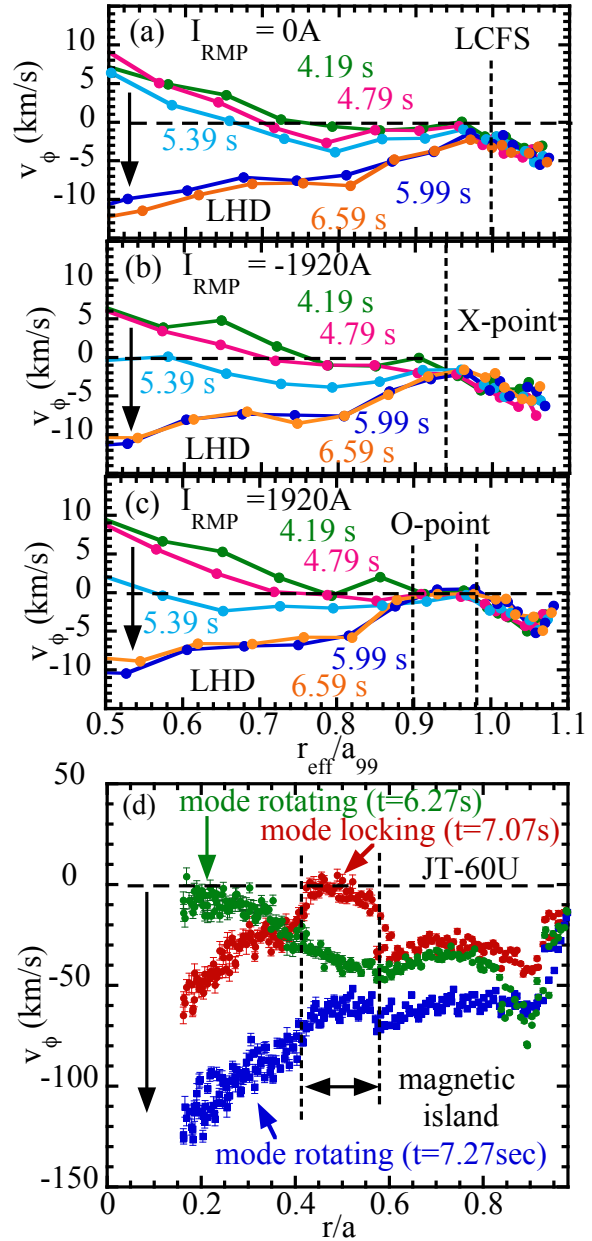 (a) I_RMP = 0A LCFS
10
5
0
-5
-10
v_ϕ (km/s)
4.19 s
4.79 s
5.39 s
5.99 s
LHD
6.59 s
(b) I_RMP = -1920A
10
5
0
-5
-10
v_ϕ (km/s)
4.19 s
4.79 s
X-point
5.39 s
5.99 s
LHD
6.59 s
(c) I_RMP =1920A
10
5
0
-5
-10
v_ϕ (km/s)
O-point
4.19 s
4.79 s
5.39 s
5.99 s
LHD
6.59 s
0.5 0.6 0.7 0.8 0.9 1.0 1.1
r_eff/a_99
50
0
-50
-100
-150
v_ϕ (km/s)
(d) mode rotating (t=6.27s)
mode locking (t=7.07s)
JT-60U
magnetic
island
mode rotating (t=7.27sec)
0 0.2 0.4 0.6 0.8
r/a